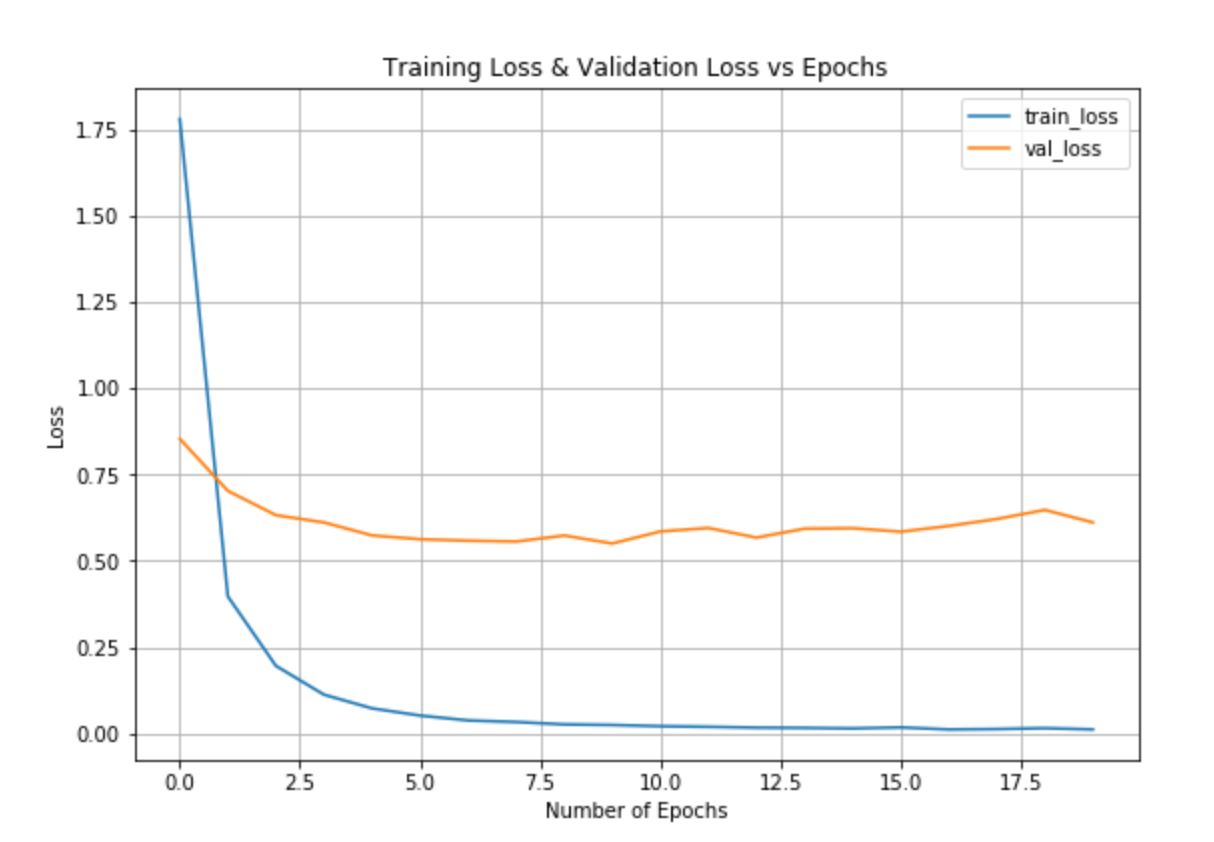 Training Loss & Validation Loss vs Epochs
train_loss
val_loss
1.75
1.50
1.25
1.00
0.75
0.50
0.25
0.00
Loss
0.0 2.5 5.0 7.5 10.0 12.5 15.0 17.5
Number of Epochs